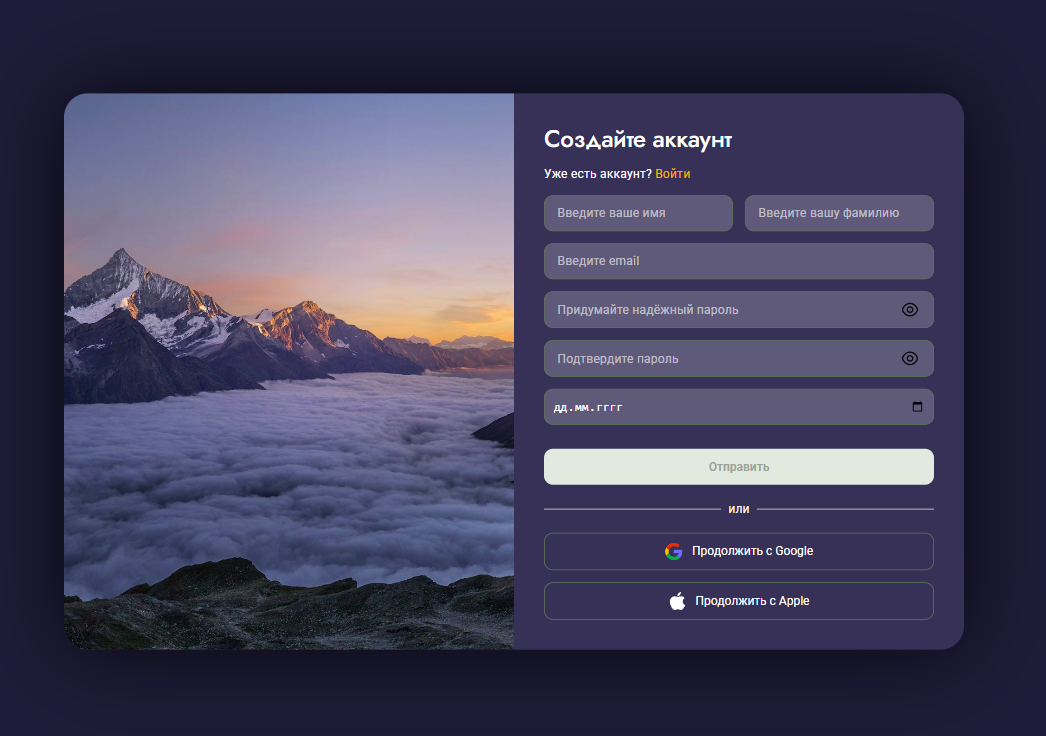 Создайте аккаунт
Уже есть аккаунт? Войти
Введите ваше имя
Введите вашу фамилию
Введите email
Придумайте надёжный пароль
Подтвердите пароль
дд.мм.гггг
Отправить
или
Продолжить с Google
Продолжить с Apple